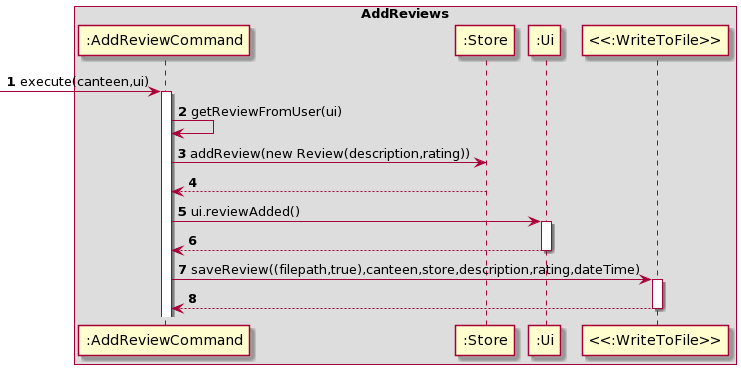 AddReviews
:AddReviewCommand :Store :Ui <<:WriteToFile>>
1 execute(canteen,ui)
2 getReviewFromUser(ui)
3 addReview(new Review(description,rating))
4
5 ui.reviewAdded()
6
7 saveReview((filepath,true),canteen,store,description,rating,dateTime)
8
:AddReviewCommand :Store :Ui <<:WriteToFile>>